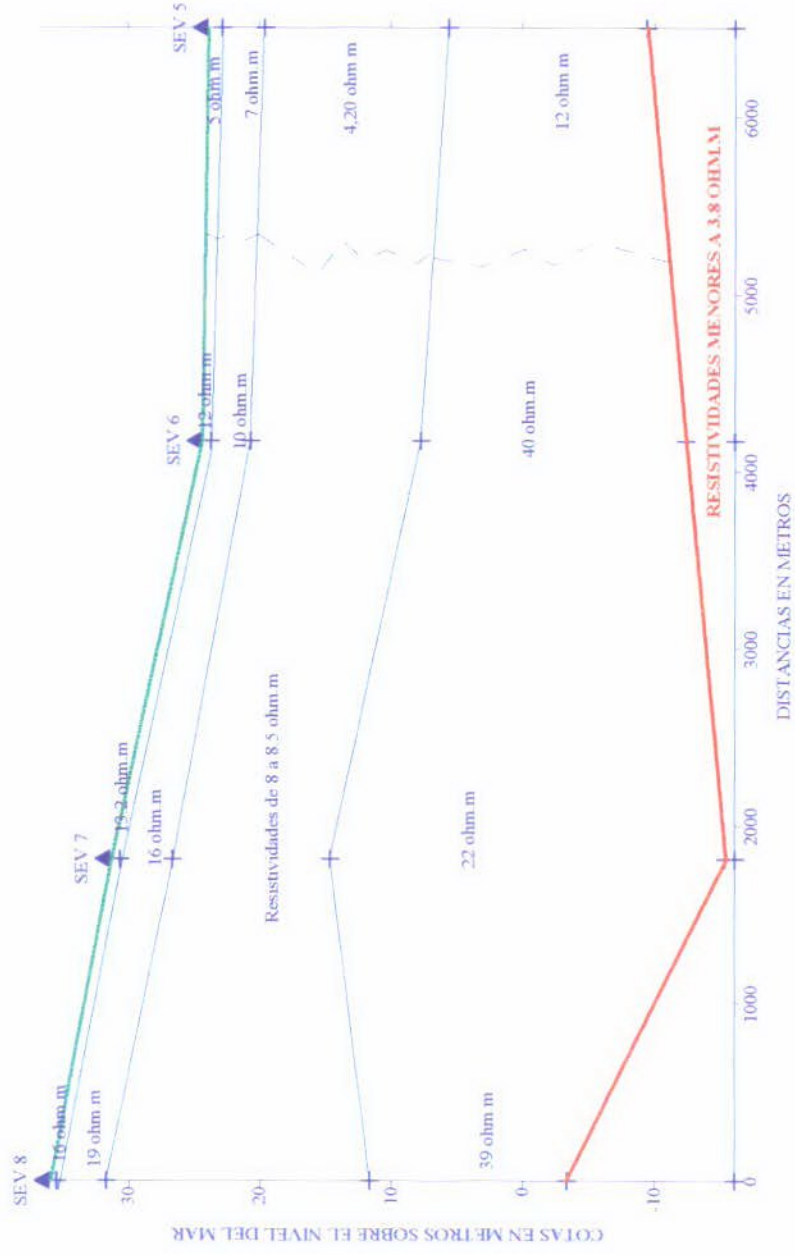 SEV 8
SEV 7
SEV 6
SEV 5
16 ohm m
13.2 ohm m
12 ohm m
5 ohm m
19 ohm m
16 ohm m
10 ohm m
7 ohm m
Resistividades de 8 a 8.5 ohm m
4,20 ohm m
39 ohm m
22 ohm m
40 ohm m
12 ohm m
RESISTIVIDADES MENORES A 3.8 OHM.M
COTAS EN METROS SOBRE EL NIVEL DEL MAR
30
20
10
0
-10
0
1000
2000
3000
4000
5000
6000
DISTANCIAS EN METROS